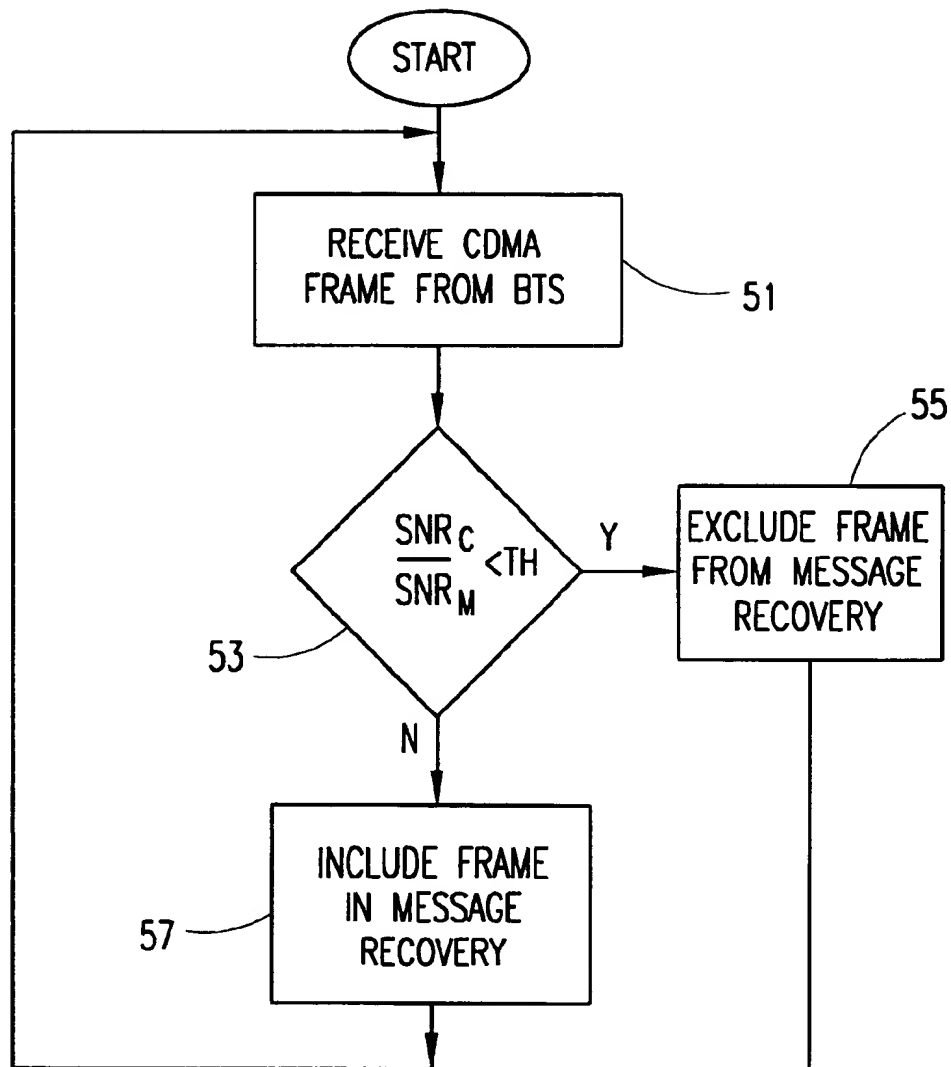 START
RECEIVE CDMA
FRAME FROM BTS
51
55
SNR_C
SNR_M <TH
Y
EXCLUDE FRAME
FROM MESSAGE
RECOVERY
53
N
INCLUDE FRAME
IN MESSAGE
RECOVERY
57